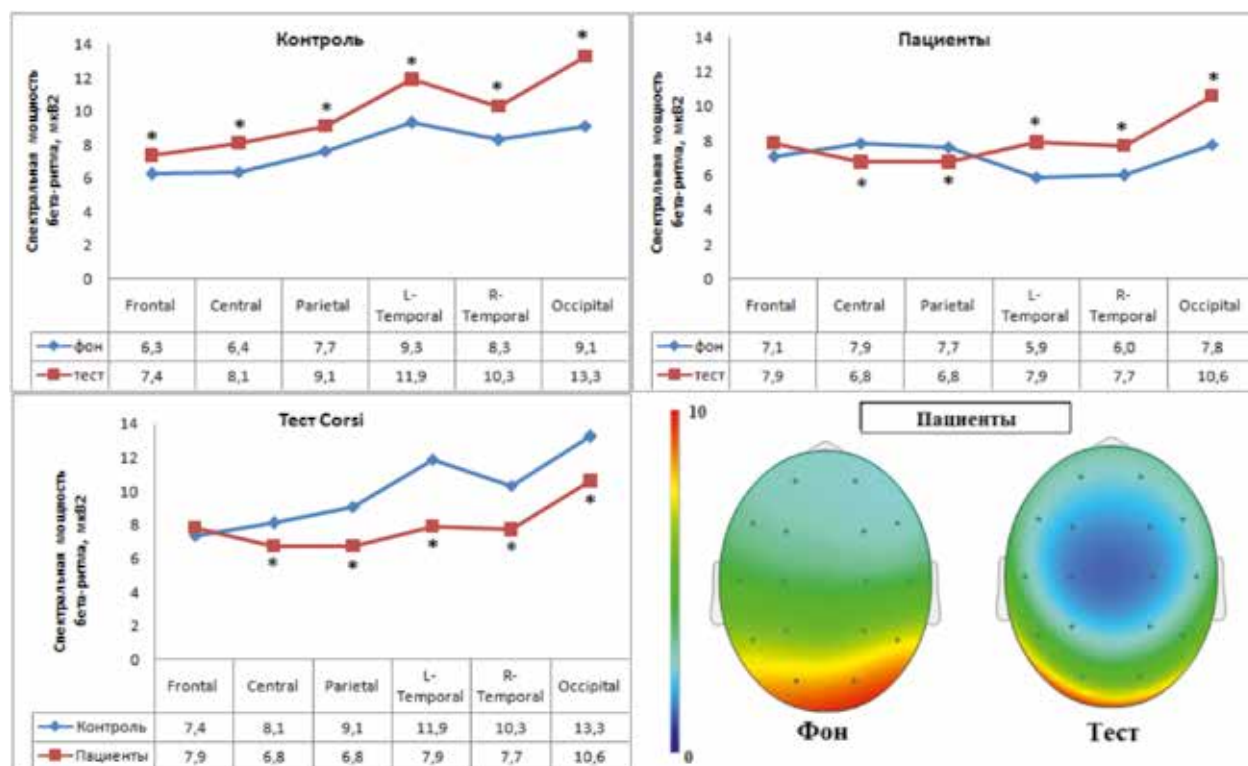 Контроль
Спектральная мощность
бета-ритма, мкВ2
14
12
10
8
6
4
2
0
Frontal Central Parietal L-Temporal R-Temporal Occipital
фон 6,3 6,4 7,7 9,3 8,3 9,1
тест 7,4 8,1 9,1 11,9 10,3 13,3
* * * * * *
Пациенты
Спектральная мощность
бета-ритма, мкВ2
14
12
10
8
6
4
2
0
Frontal Central Parietal L-Temporal R-Temporal Occipital
фон 7,1 7,9 7,7 5,9 6,0 7,8
тест 7,9 6,8 6,8 7,9 7,7 10,6
* * * * *
Тест Corsi
Спектральная мощность
бета-ритма, мкВ2
14
12
10
8
6
4
2
0
Frontal Central Parietal L-Temporal R-Temporal Occipital
Контроль 7,4 8,1 9,1 11,9 10,3 13,3
Пациенты 7,9 6,8 6,8 7,9 7,7 10,6
* * * * *
10
0
Пациенты
Фон Тест